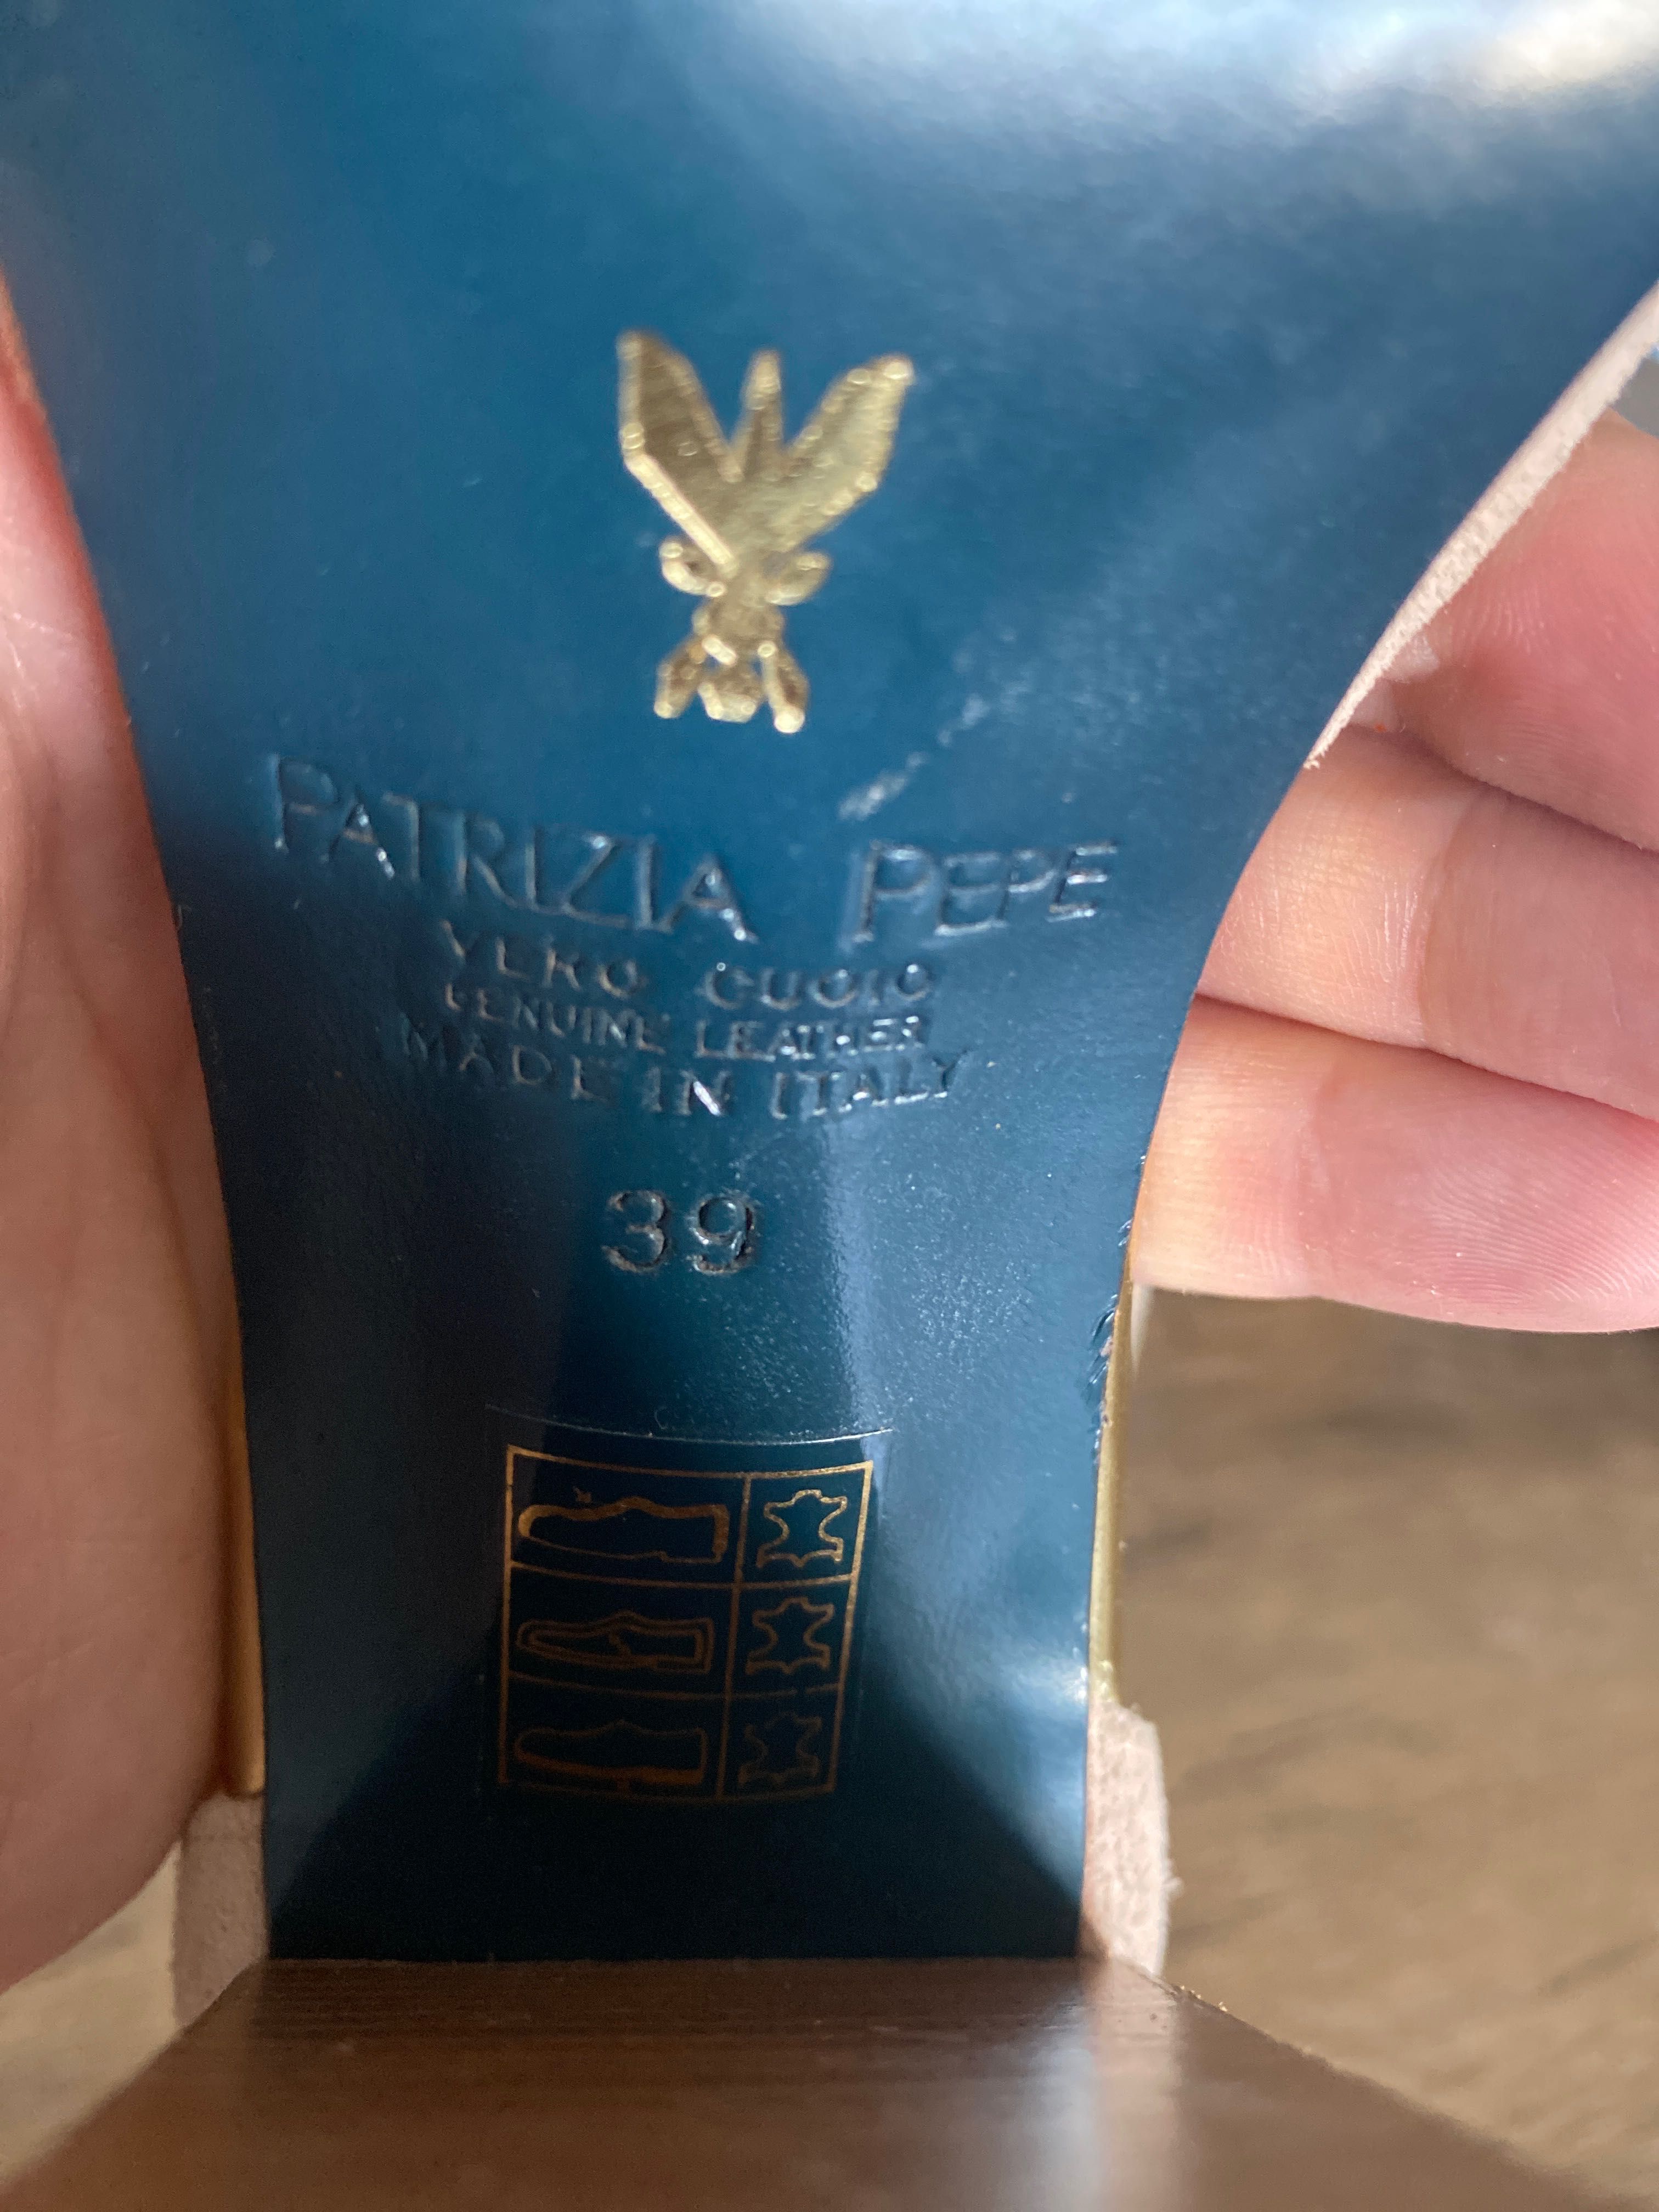 PATRIZIA PEPE
VERO CUOIO
GENUINE LEATHER
MADE IN ITALY
39